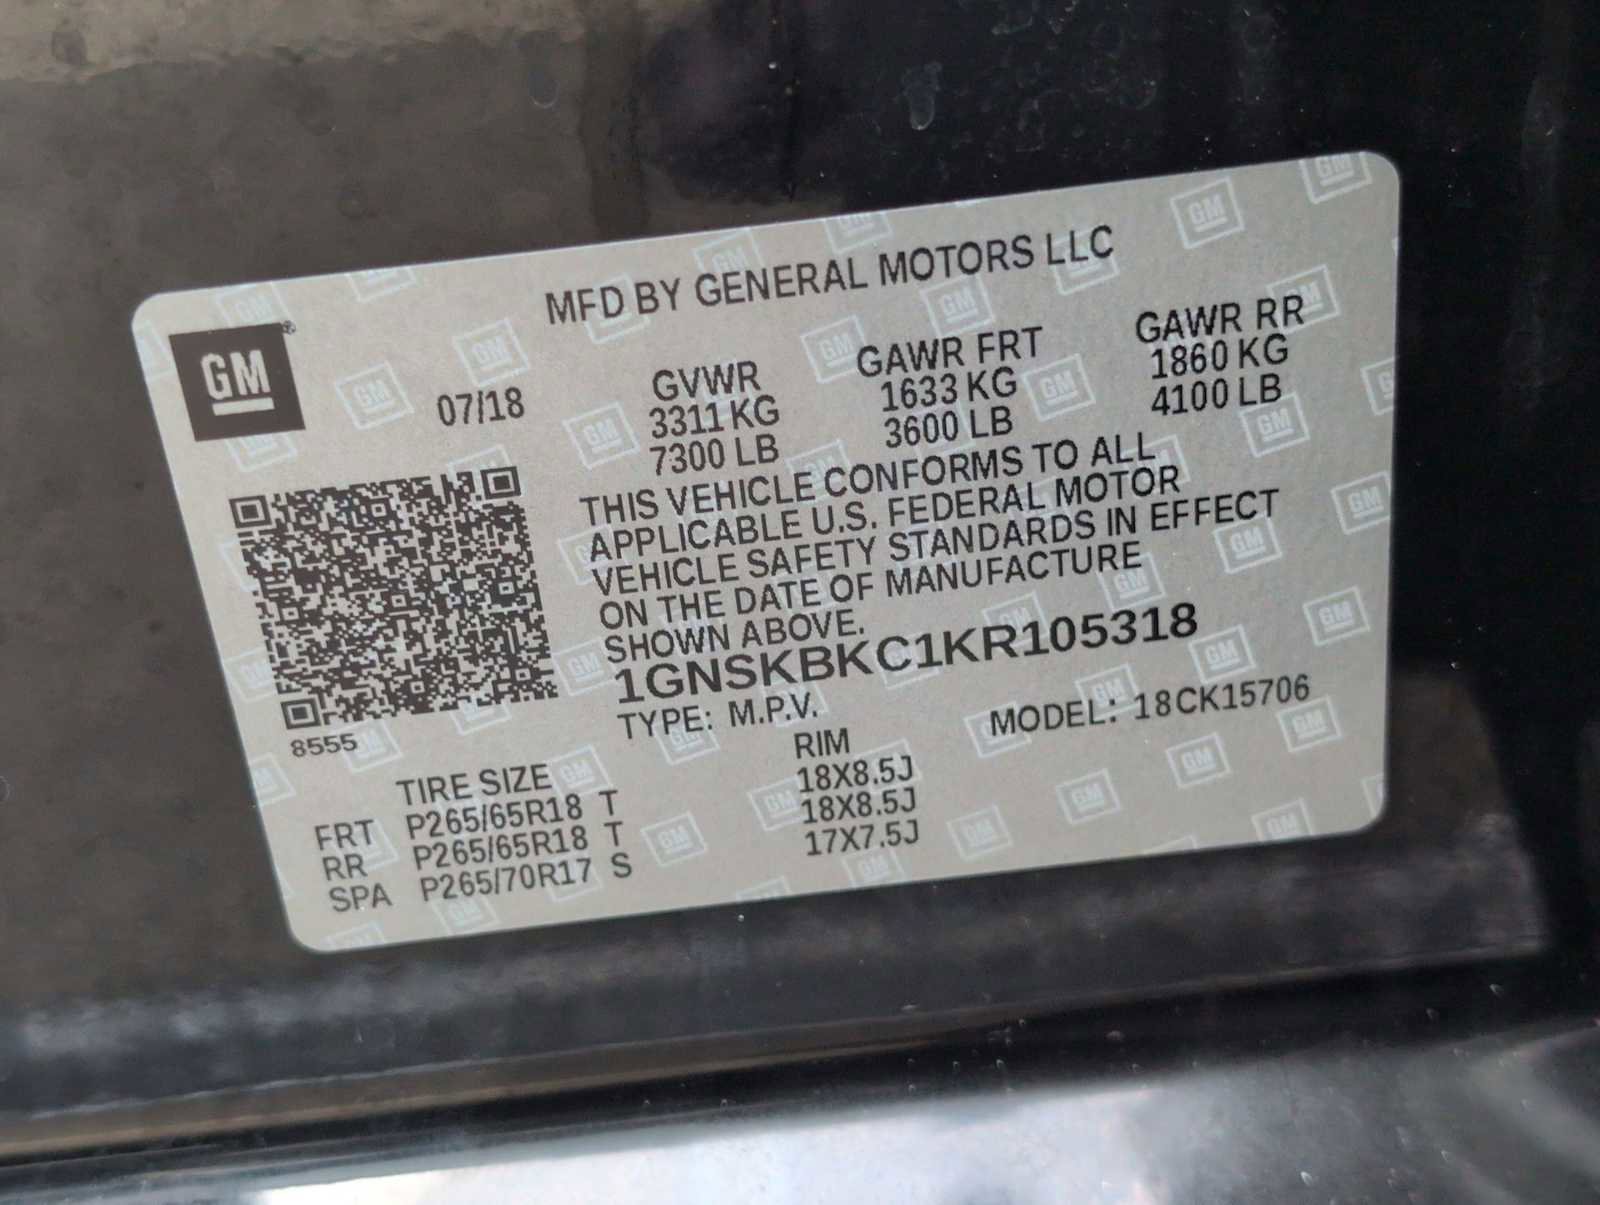 MFD BY GENERAL MOTORS LLC
GM®
07/18
GVWR
3311 KG
7300 LB
GAWR FRT
1633 KG
3600 LB
GAWR RR
1860 KG
4100 LB
THIS VEHICLE CONFORMS TO ALL
APPLICABLE U.S. FEDERAL MOTOR
VEHICLE SAFETY STANDARDS IN EFFECT
ON THE DATE OF MANUFACTURE
SHOWN ABOVE.
1GNSKBKC1KR105318
TYPE: M.P.V. MODEL: 18CK15706
8555
TIRE SIZE RIM
FRT P265/65R18 T 18X8.5J
RR P265/65R18 T 18X8.5J
SPA P265/70R17 S 17X7.5J